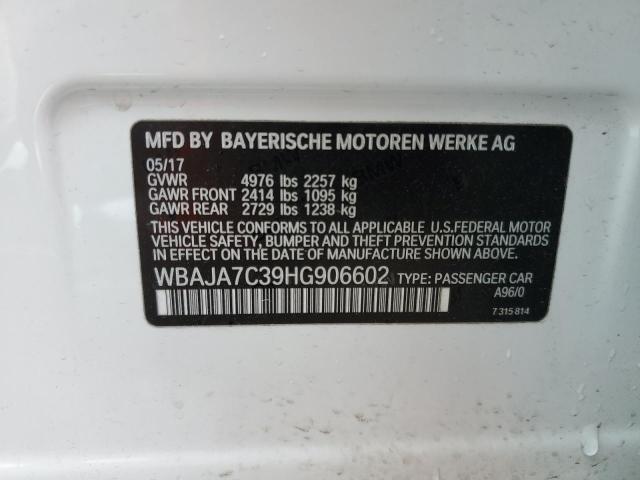 MFD BY BAYERISCHE MOTOREN WERKE AG
05/17
GVWR 4976 lbs 2257 kg
GAWR FRONT 2414 lbs 1095 kg
GAWR REAR 2729 lbs 1238 kg
THIS VEHICLE CONFORMS TO ALL APPLICABLE U.S.FEDERAL MOTOR
VEHICLE SAFETY, BUMPER AND THEFT PREVENTION STANDARDS
IN EFFECT ON THE DATE OF MANUFACTURE SHOWN ABOVE.
WBAJA7C39HG906602 TYPE: PASSENGER CAR
A96/0
7 315 814